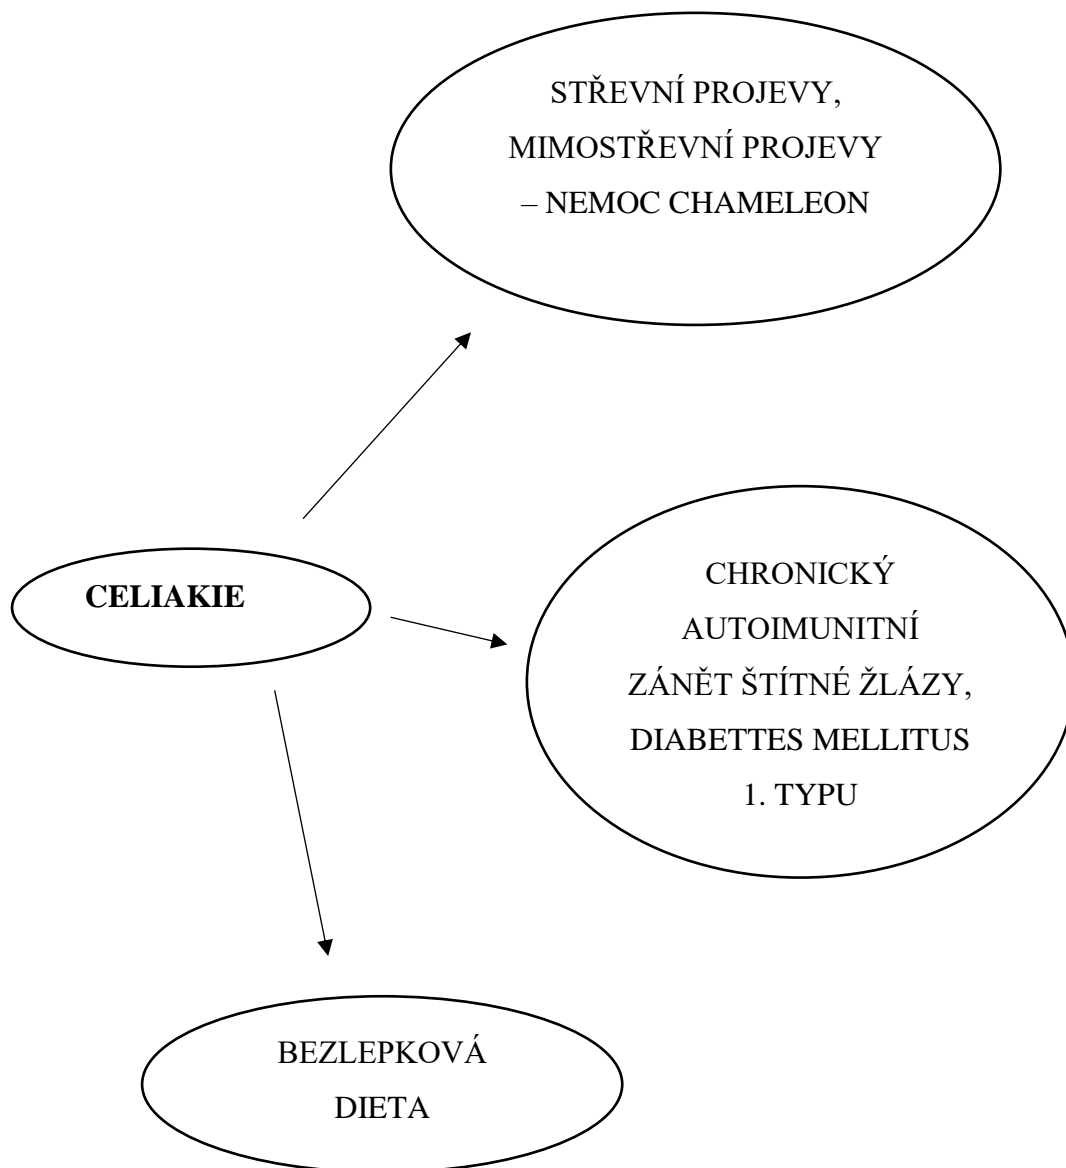 STŘEVNÍ PROJEVY,
MIMOSTŘEVNÍ PROJEVY
– NEMOC CHAMELEON
CELIAKIE
CHRONICKÝ
AUTOIMUNITNÍ
ZÁNĚT ŠTÍTNÉ ŽLÁZY,
DIABETTES MELLITUS
1. TYPU
BEZLEPKOVÁ
DIETA